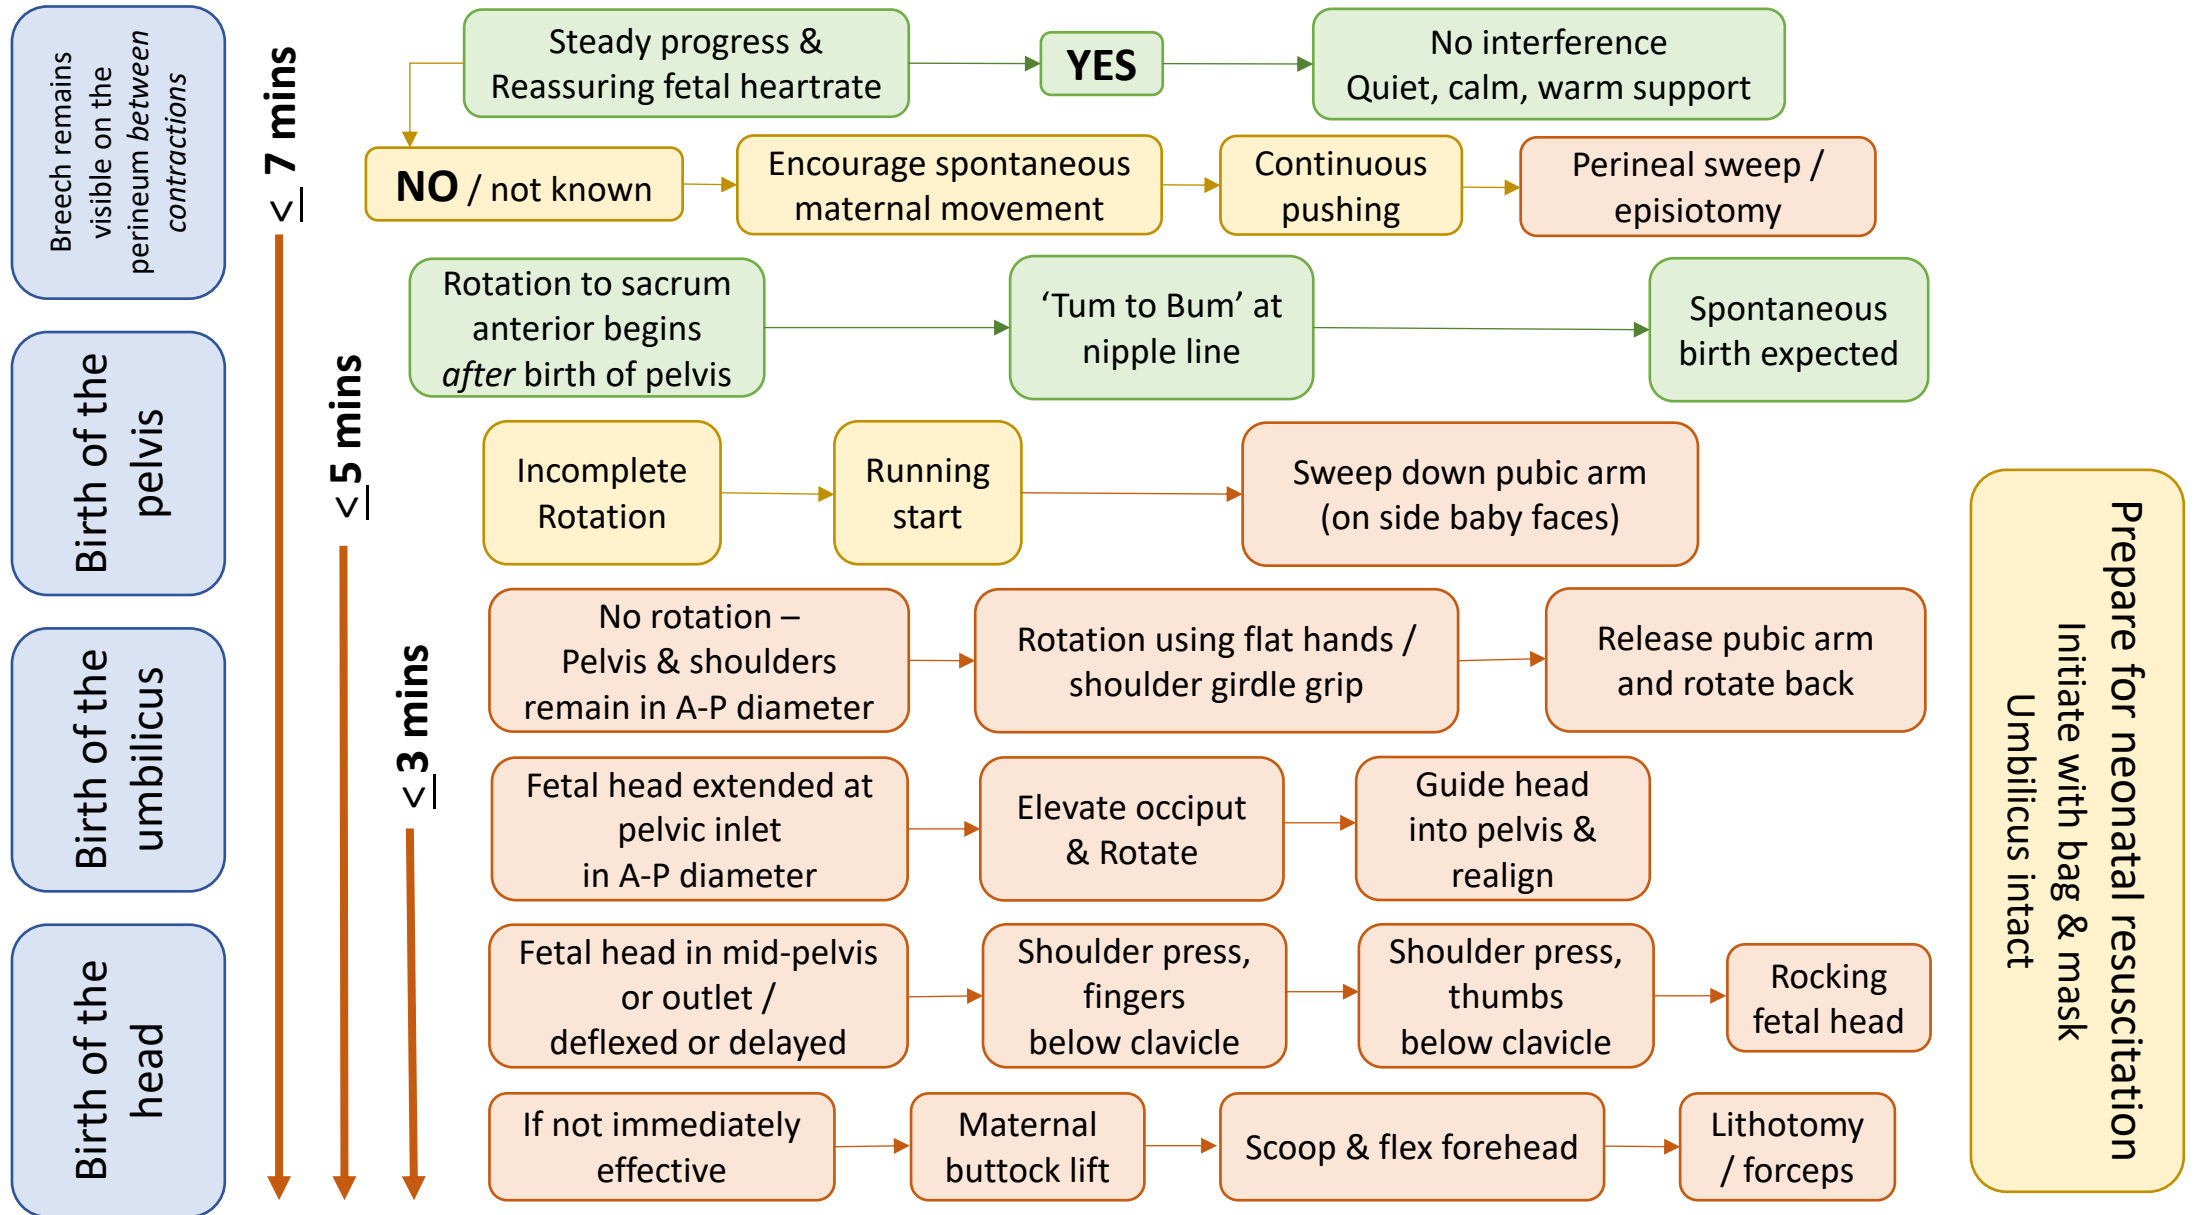 Breech remains
visible on the
perineum between
contractions
≤ 7 mins
Steady progress &
Reassuring fetal heartrate
YES
No interference
Quiet, calm, warm support
NO / not known
Encourage spontaneous
maternal movement
Continuous
pushing
Perineal sweep /
episiotomy
Rotation to sacrum
anterior begins
after birth of pelvis
‘Tum to Bum’ at
nipple line
Spontaneous
birth expected
Birth of the
pelvis
≤ 5 mins
Incomplete
Rotation
Running
start
Sweep down pubic arm
(on side baby faces)
Birth of the
umbilicus
≤ 3 mins
No rotation –
Pelvis & shoulders
remain in A-P diameter
Rotation using flat hands /
shoulder girdle grip
Release pubic arm
and rotate back
Fetal head extended at
pelvic inlet
in A-P diameter
Elevate occiput
& Rotate
Guide head
into pelvis &
realign
Birth of the
head
Fetal head in mid-pelvis
or outlet /
deflexed or delayed
Shoulder press,
fingers
below clavicle
Shoulder press,
thumbs
below clavicle
Rocking
fetal head
If not immediately
effective
Maternal
buttock lift
Scoop & flex forehead
Lithotomy
/ forceps
Prepare for neonatal resuscitation
Initiate with bag & mask
Umbilicus intact